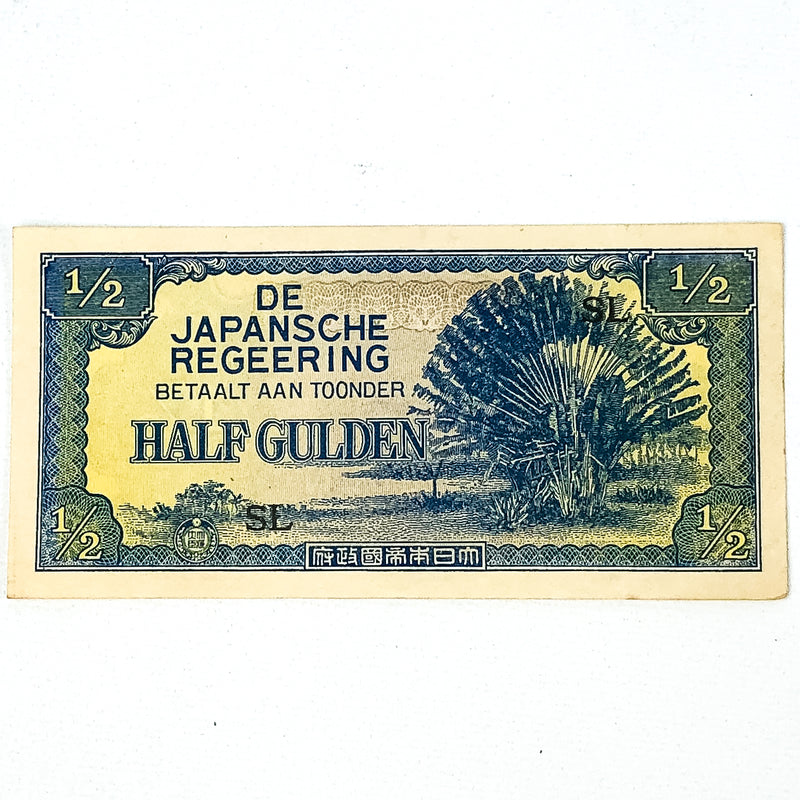 1/2
1/2
DE
JAPANSCHE
REGEERING
BETAALT AAN TOONDER
HALF GULDEN
SL
SL
1/2
1/2
府政國帝本日大